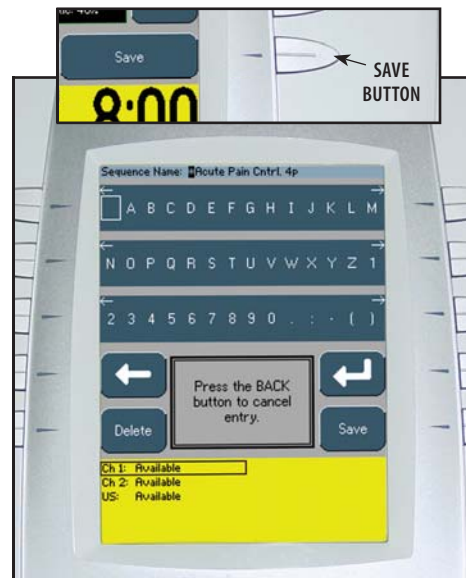 Save
8:00
SAVE
BUTTON
Sequence Name: Acute Pain Cntrl. 4p
A B C D E F G H I J K L M
N O P Q R S T U V W X Y Z 1
2 3 4 5 6 7 8 9 0 . : · ( )
Press the BACK
button to cancel
entry.
Delete
Save
Ch 1: Available
Ch 2: Available
US: Available